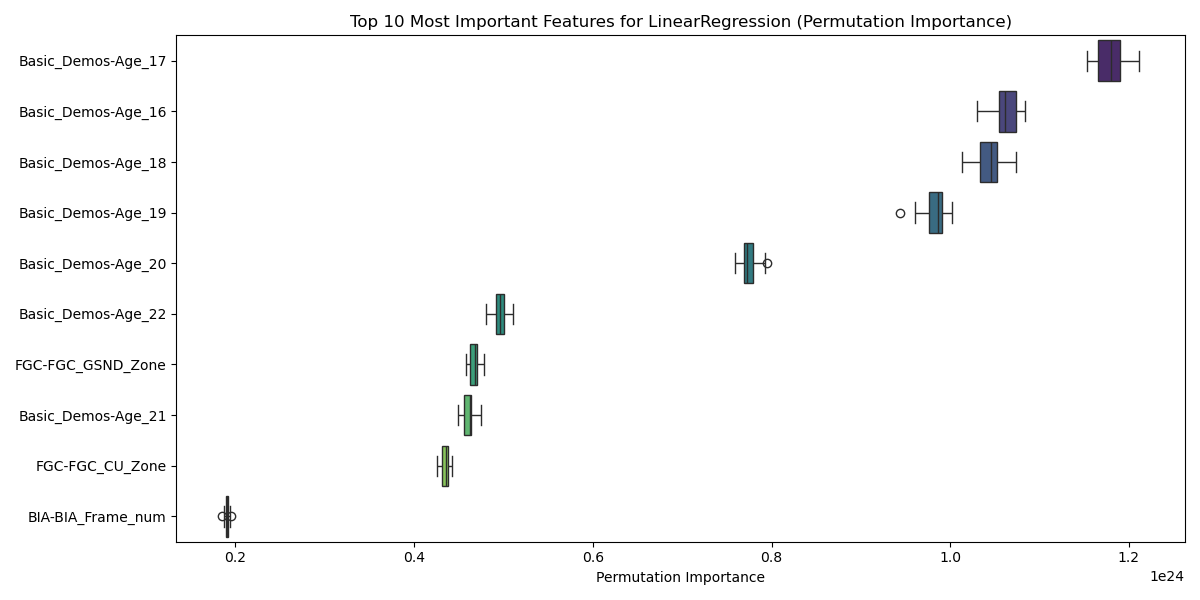 Top 10 Most Important Features for LinearRegression (Permutation Importance)
Basic_Demos-Age_17
Basic_Demos-Age_16
Basic_Demos-Age_18
Basic_Demos-Age_19
Basic_Demos-Age_20
Basic_Demos-Age_22
FGC-FGC_GSND_Zone
Basic_Demos-Age_21
FGC-FGC_CU_Zone
BIA-BIA_Frame_num
0.2 0.4 0.6 0.8 1.0 1.2
1e24
Permutation Importance